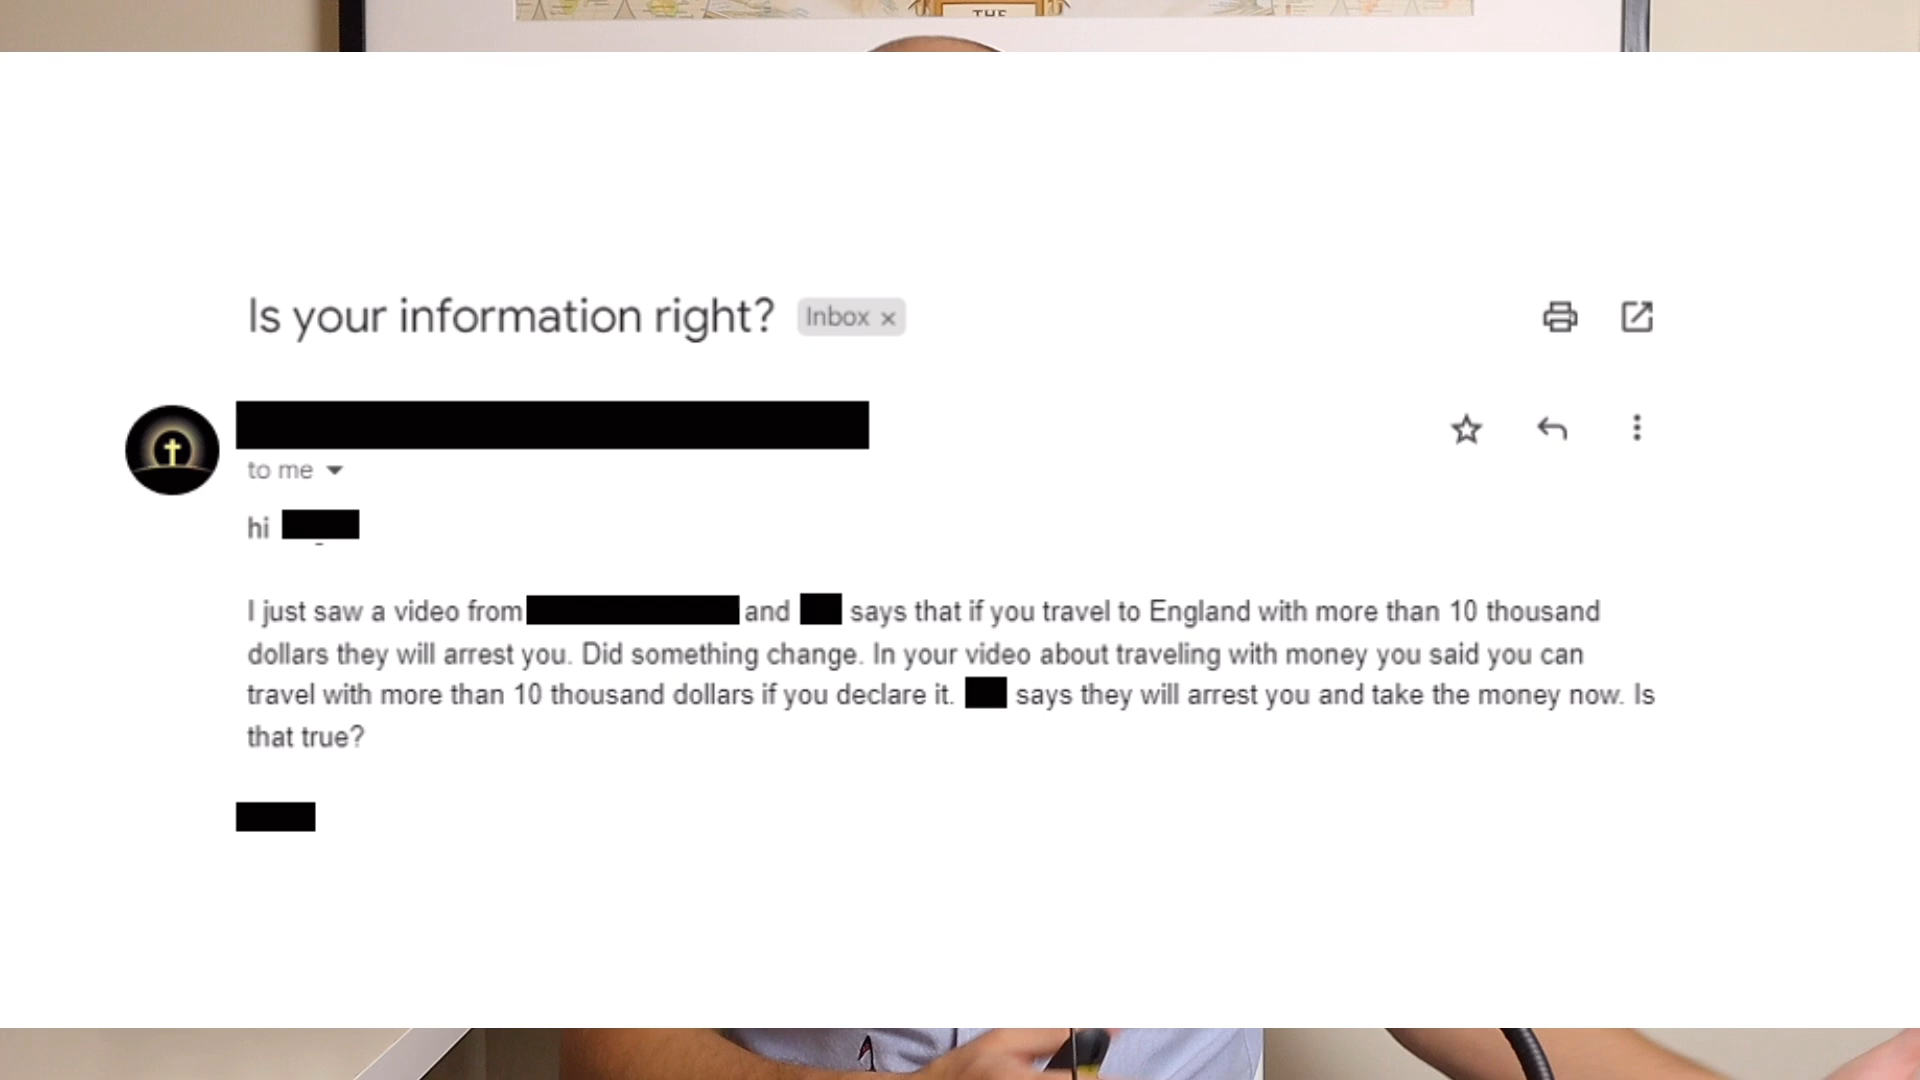 THE
Is your information right? Inbox x
to me
hi
I just saw a video from and says that if you travel to England with more than 10 thousand
dollars they will arrest you. Did something change. In your video about traveling with money you said you can
travel with more than 10 thousand dollars if you declare it. says they will arrest you and take the money now. Is
that true?